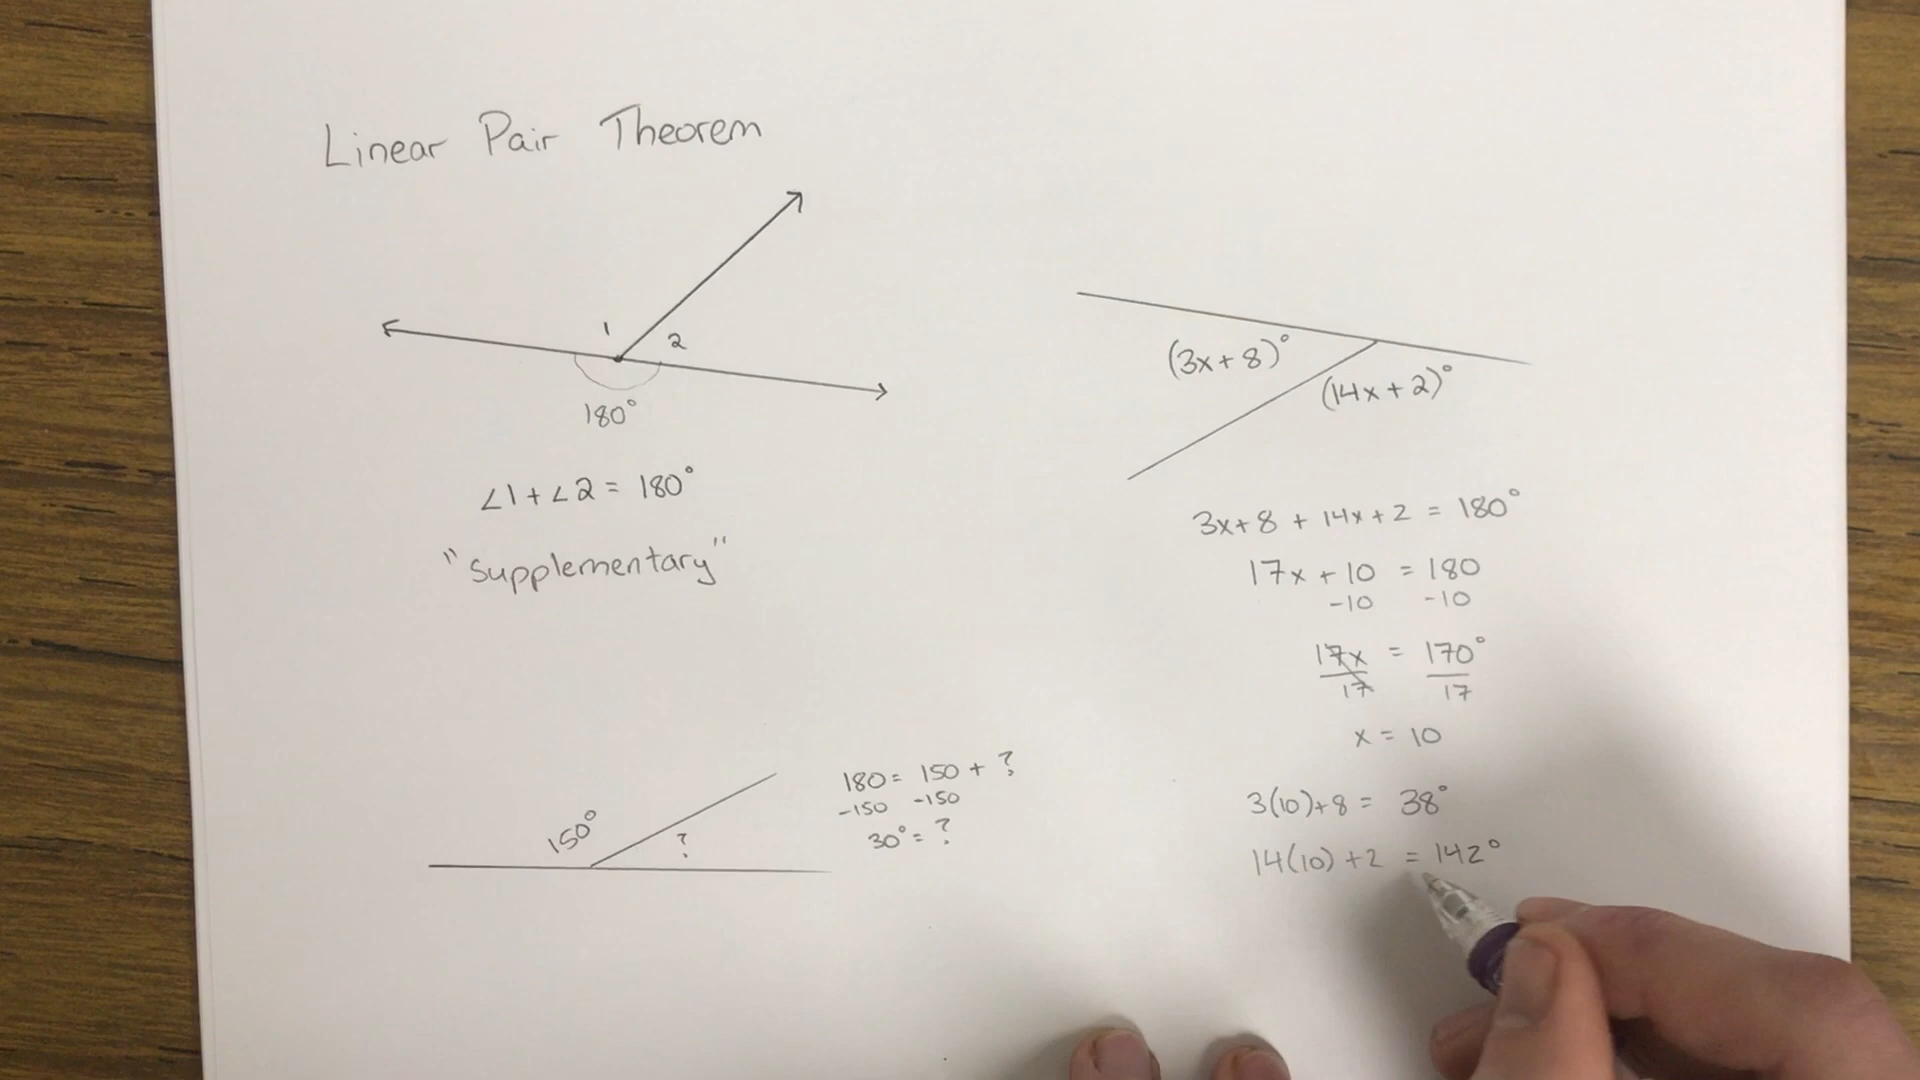 Linear Pair Theorem
1
2
180°
∠1 + ∠2 = 180°
"Supplementary"
150°
?
180 = 150 + ?
-150 -150
30° = ?
(3x + 8)°
(14x + 2)°
3x + 8 + 14x + 2 = 180°
17x + 10 = 180
-10 -10
17x = 170°
17 17
x = 10
3(10)+8 = 38°
14(10) + 2 = 142°